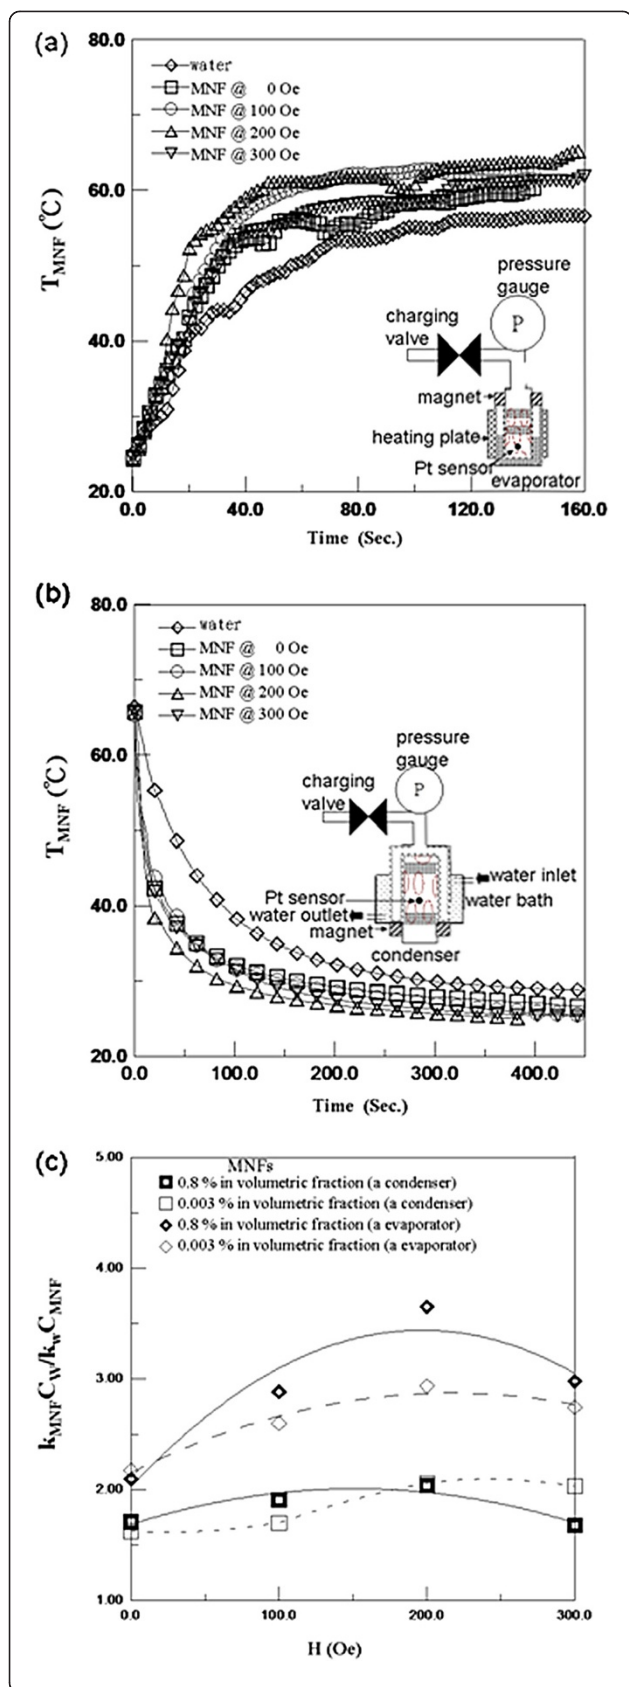 (a)
80.0
water
MNF @ 0 Oe
MNF @ 100 Oe
MNF @ 200 Oe
MNF @ 300 Oe
60.0
T_MNF (℃)
40.0
20.0
pressure
gauge
P
charging
valve
magnet
heating plate
Pt sensor
evaporator
0.0 40.0 80.0 120.0 160.0
Time (Sec.)
(b)
80.0
water
MNF @ 0 Oe
MNF @ 100 Oe
MNF @ 200 Oe
MNF @ 300 Oe
60.0
T_MNF (℃)
40.0
20.0
pressure
gauge
P
charging
valve
water inlet
Pt sensor
water bath
water outlet
magnet
condenser
0.0 100.0 200.0 300.0 400.0
Time (Sec.)
(c)
5.00
MNFs
0.8 % in volumetric fraction (a condenser)
0.003 % in volumetric fraction (a condenser)
0.8 % in volumetric fraction (a evaporator)
0.003 % in volumetric fraction (a evaporator)
4.00
k_MNF C_W/k_w C_MNF
3.00
2.00
1.00
0.0 100.0 200.0 300.0
H (Oe)